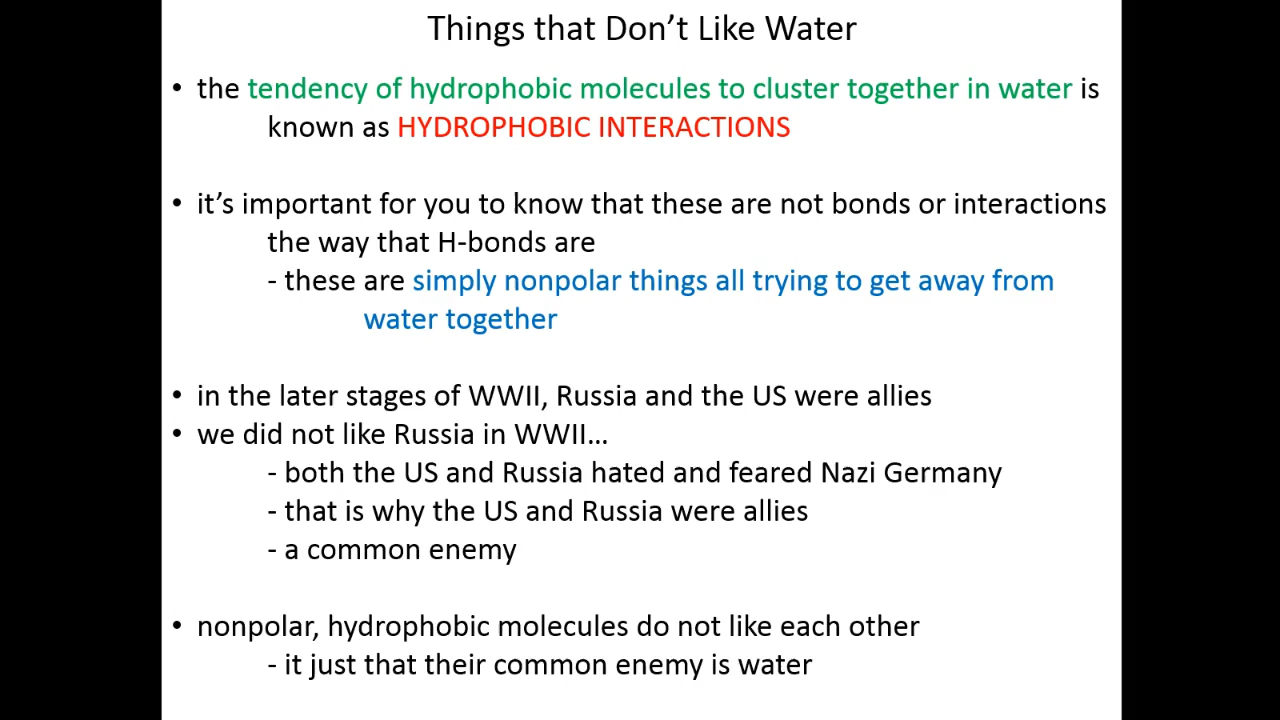 Things that Don't Like Water
• the tendency of hydrophobic molecules to cluster together in water is
known as HYDROPHOBIC INTERACTIONS
• it's important for you to know that these are not bonds or interactions
the way that H-bonds are
- these are simply nonpolar things all trying to get away from
water together
• in the later stages of WWII, Russia and the US were allies
• we did not like Russia in WWII...
- both the US and Russia hated and feared Nazi Germany
- that is why the US and Russia were allies
- a common enemy
• nonpolar, hydrophobic molecules do not like each other
- it just that their common enemy is water